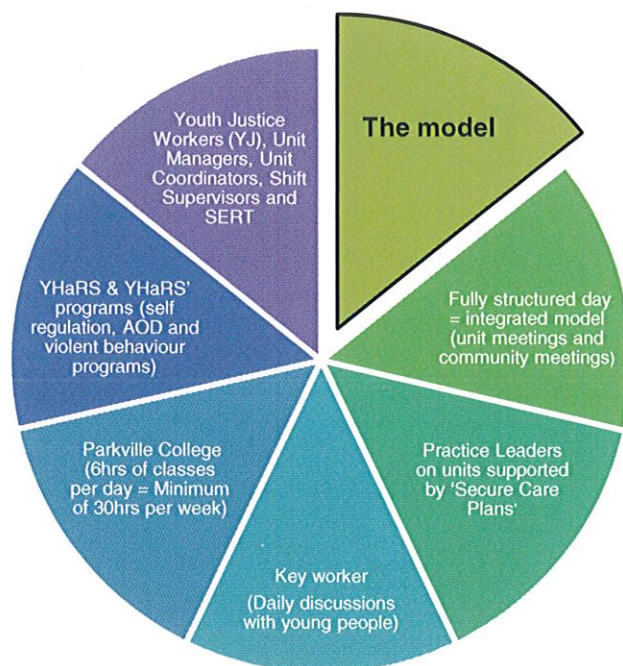 The model
Fully structured day
= integrated model
(unit meetings and
community meetings)
Practice Leaders
on units supported
by ‘Secure Care
Plans’
Key worker
(Daily discussions
with young people)
Parkville College
(6hrs of classes
per day = Minimum
of 30hrs per week)
YHaRS & YHaRS’
programs (self
regulation, AOD and
violent behaviour
programs)
Youth Justice
Workers (YJ), Unit
Managers, Unit
Coordinators, Shift
Supervisors and
SERT